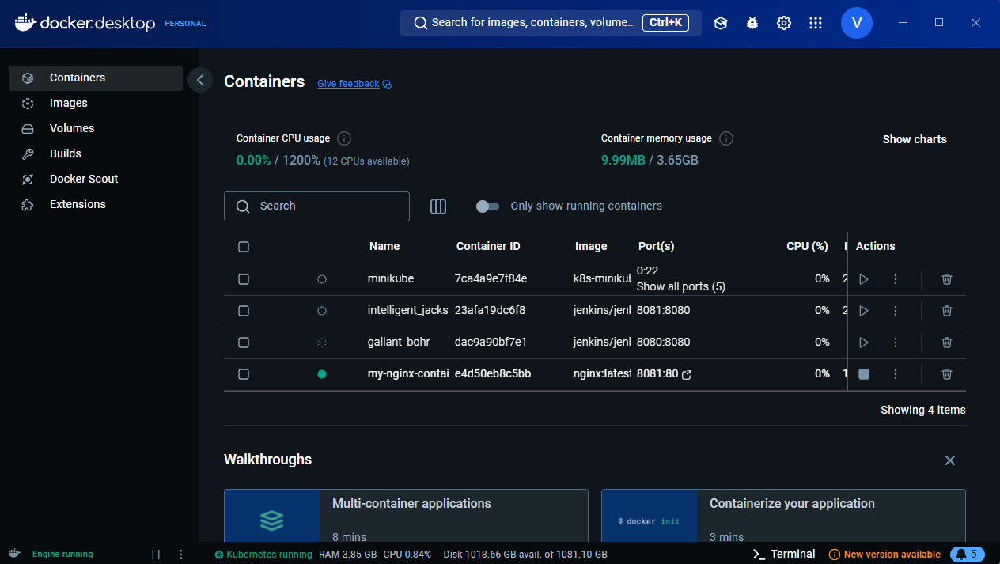 docker.desktop PERSONAL
Search for images, containers, volume... Ctrl+K
V
Containers
Images
Volumes
Builds
Docker Scout
Extensions
Containers Give feedback
Container CPU usage
0.00% / 1200% (12 CPUs available)
Container memory usage
9.99MB / 3.65GB
Show charts
Search
Only show running containers
Name Container ID Image Port(s) CPU (%) L Actions
minikube 7ca4a9e7f84e k8s-minikul 0:22 0% 2
Show all ports (5)
intelligent_jacks 23afa19dc6f8 jenkins/jenl 8081:8080 0% 2
gallant_bohr dac9a90bf7e1 jenkins/jenl 8080:8080 0%
my-nginx-contai e4d50eb8c5bb nginx:latest 8081:80 0% 1
Showing 4 items
Walkthroughs
Multi-container applications
8 mins
$ docker init
Containerize your application
3 mins
Engine running
Kubernetes running RAM 3.85 GB CPU 0.84% Disk 1018.66 GB avail. of 1081.10 GB
>_ Terminal
New version available
5